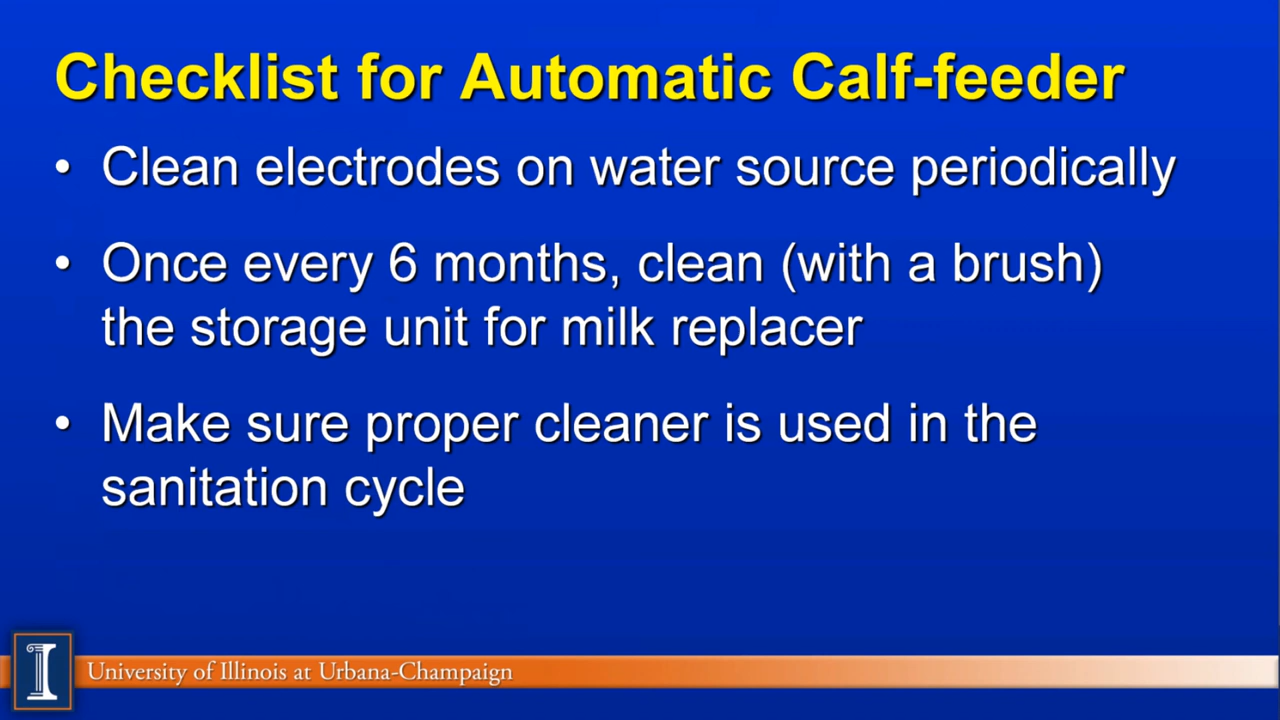 Checklist for Automatic Calf-feeder
• Clean electrodes on water source periodically
• Once every 6 months, clean (with a brush)
the storage unit for milk replacer
• Make sure proper cleaner is used in the
sanitation cycle
I University of Illinois at Urbana-Champaign